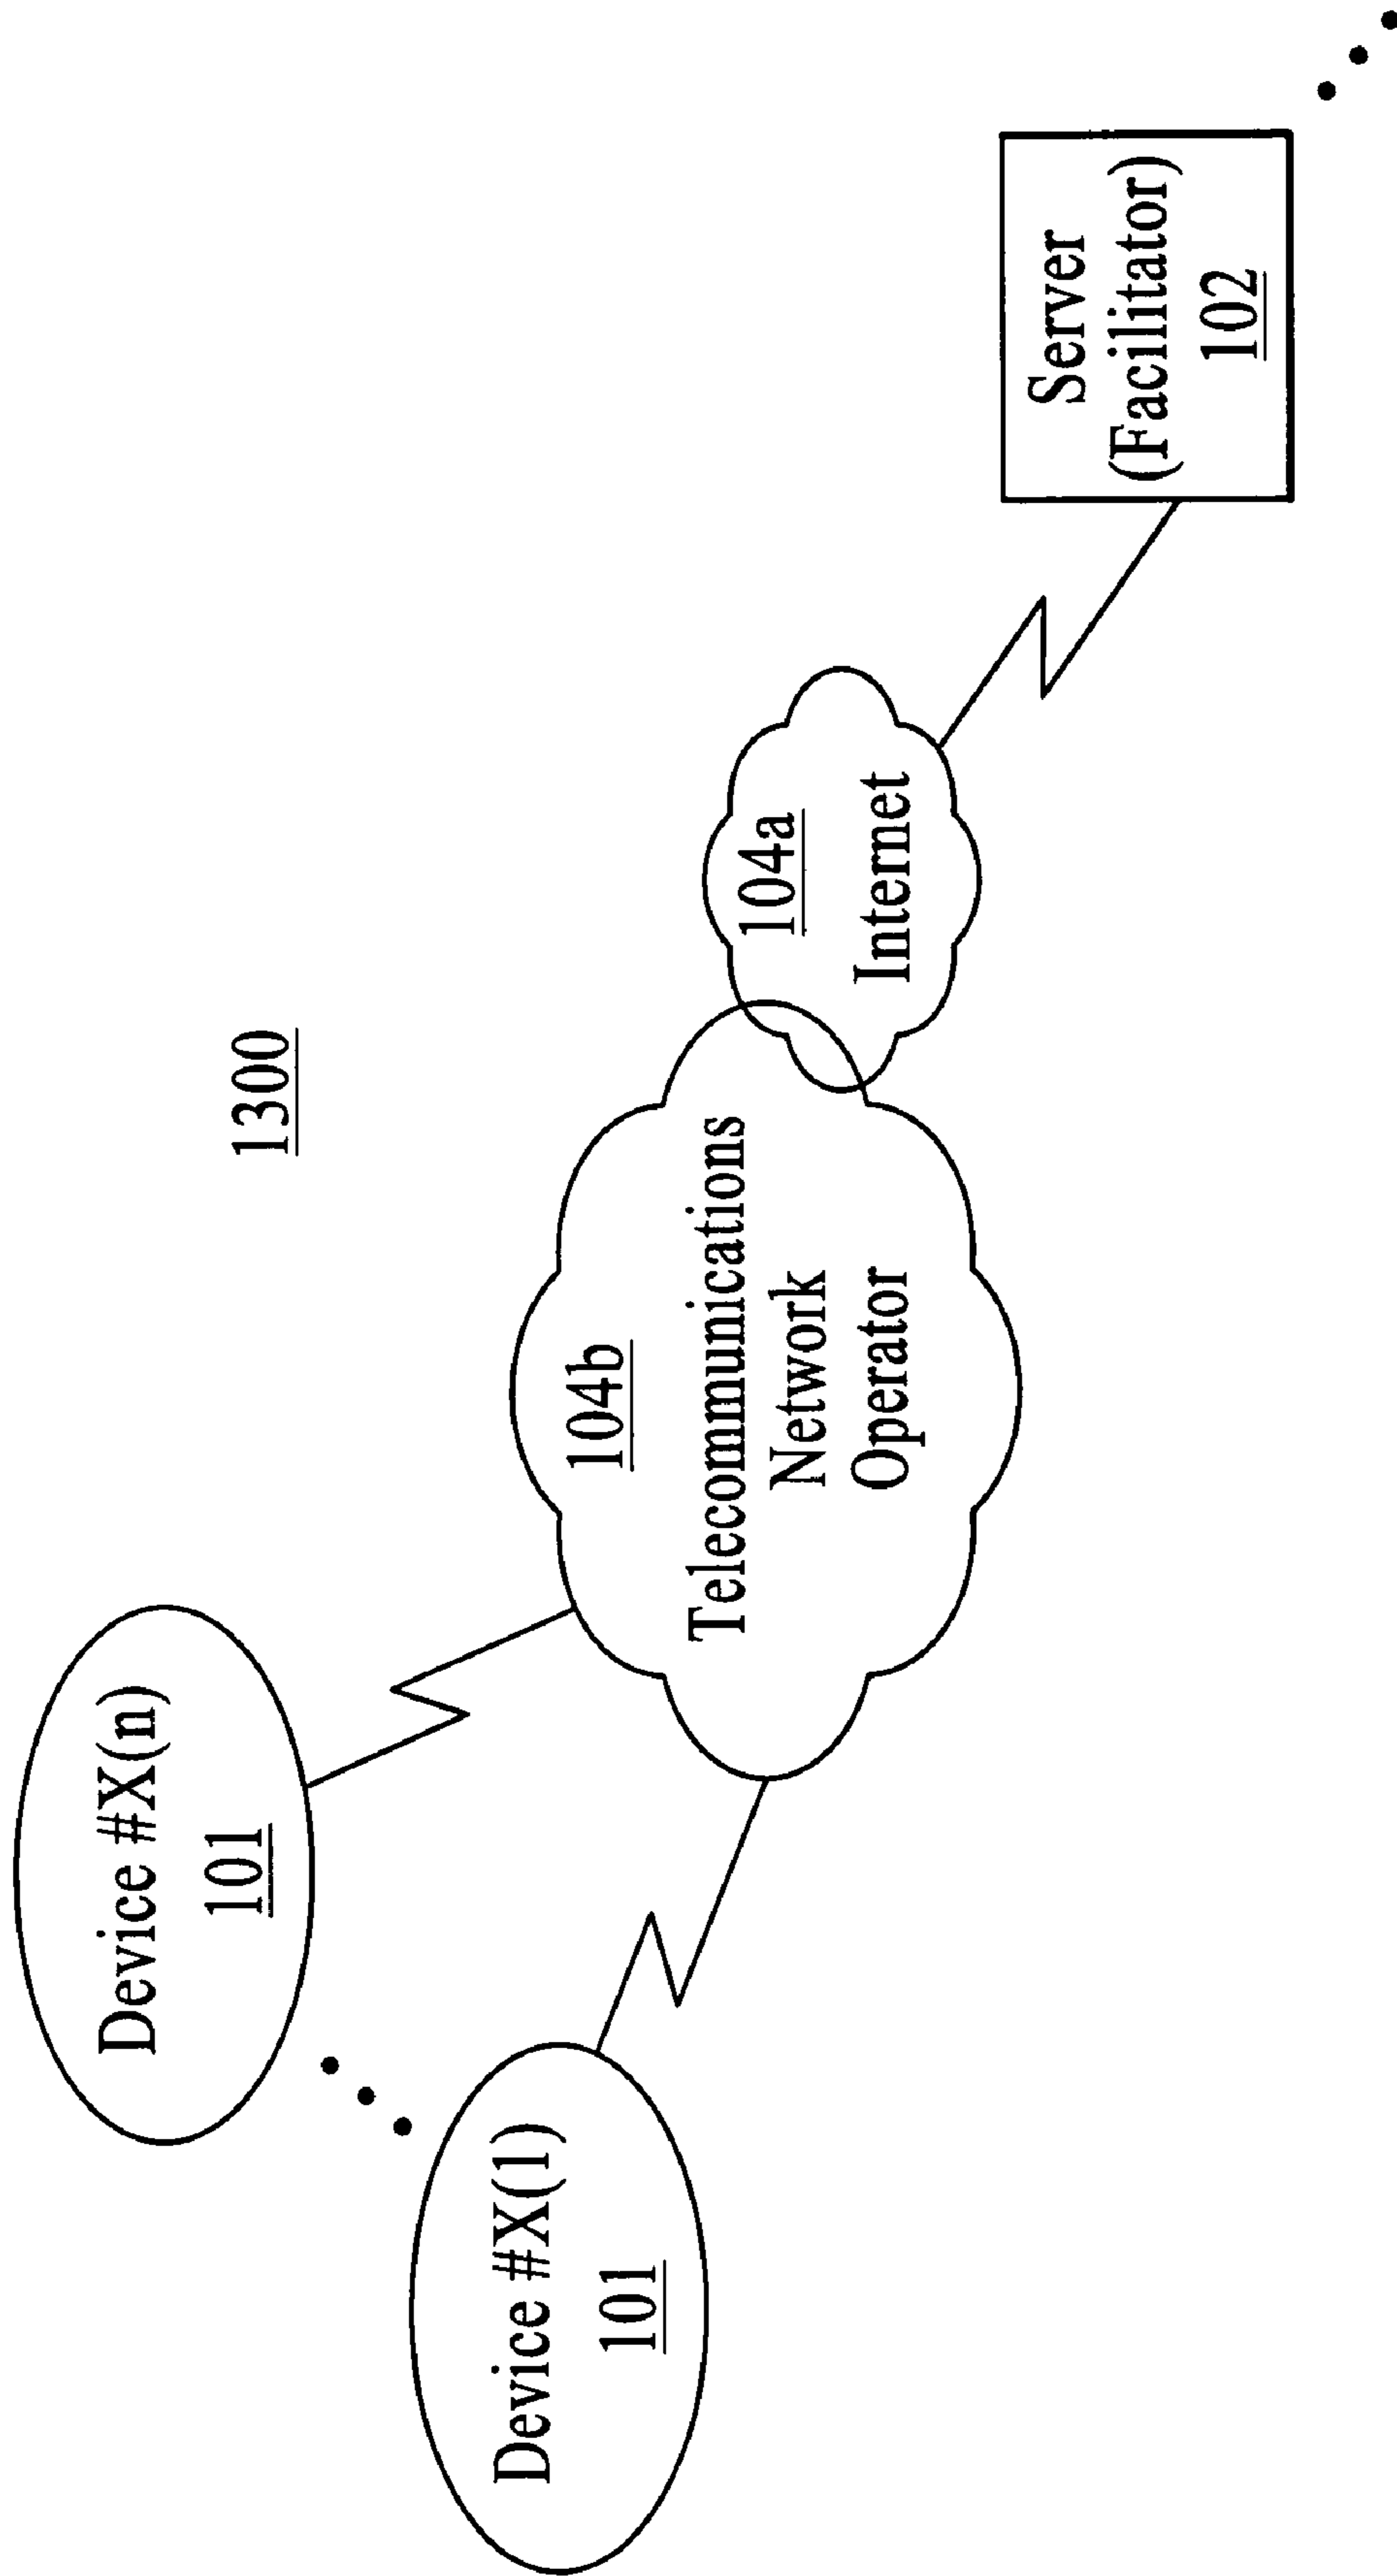 1300
Device #X(n)
101
Device #X(1)
101
104b
Telecommunications
Network
Operator
104a
Internet
Server
(Facilitator)
102